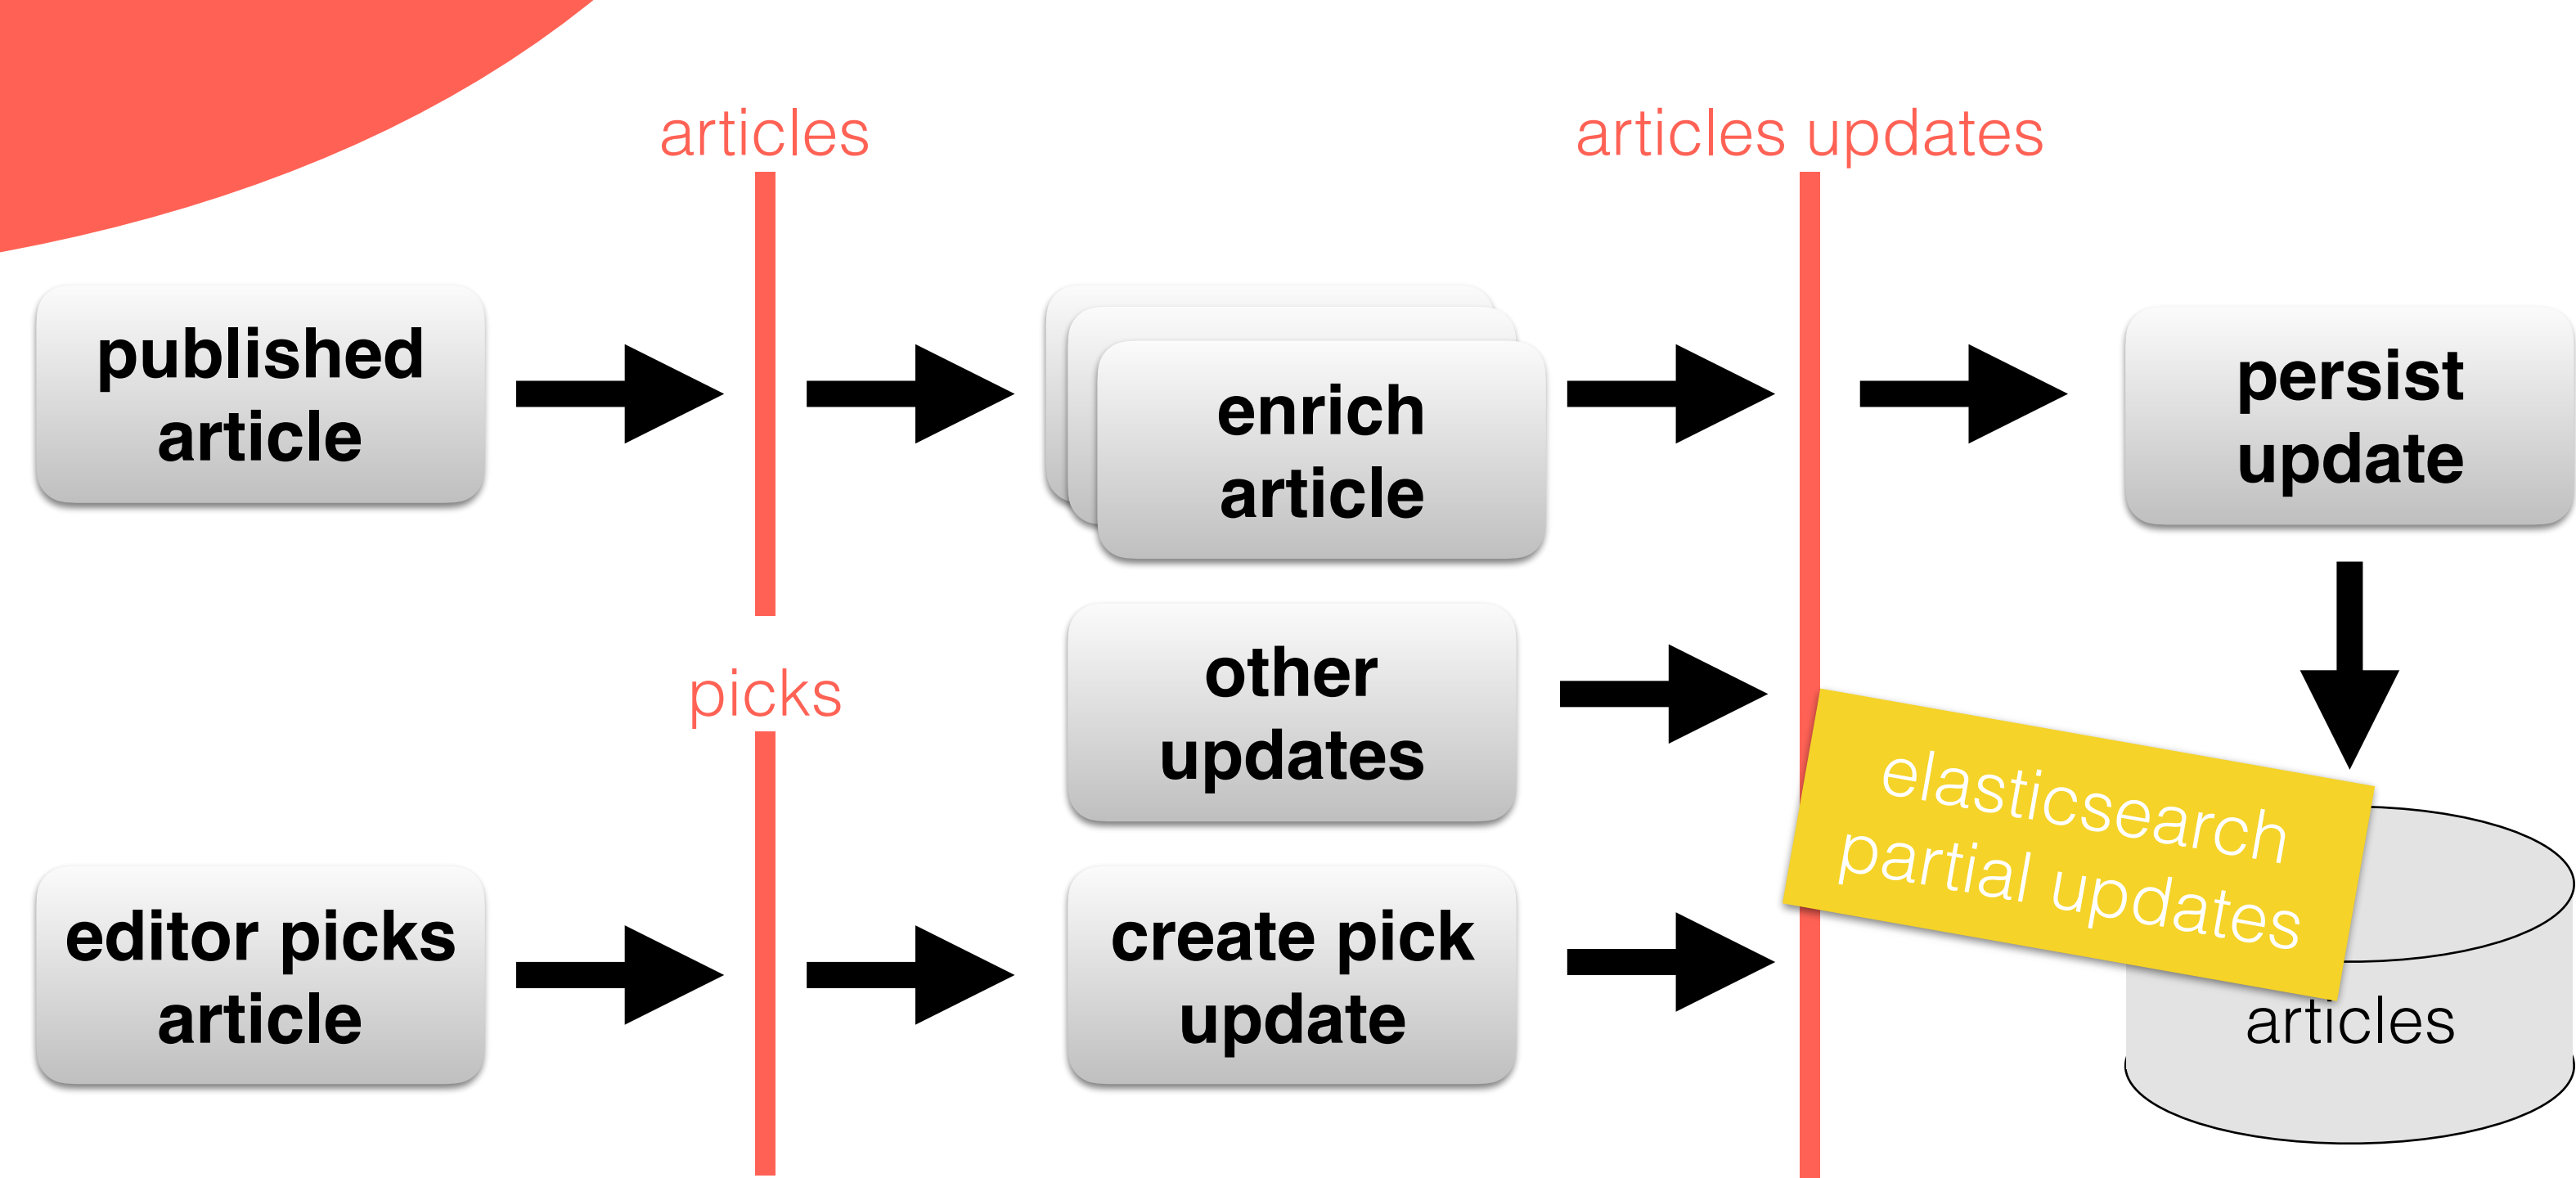 articles
articles updates
published
article
enrich
article
persist
update
other
updates
picks
elasticsearch
partial updates
editor picks
article
create pick
update
articles